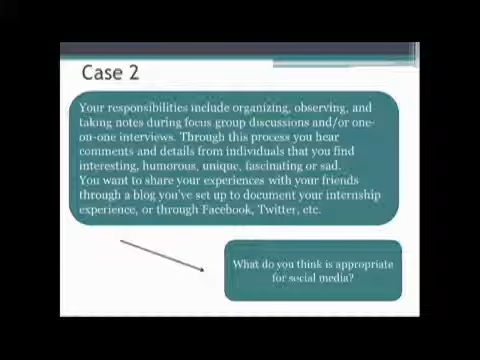 Case 2
Your responsibilities include organizing, observing, and
taking notes during focus group discussions and/or one-
on-one interviews. Through this process you hear
comments and details from individuals that you find
interesting, humorous, unique, fascinating or sad.
You want to share your experiences with your friends
through a blog you've set up to document your internship
experience, or through Facebook, Twitter, etc.
What do you think is appropriate
for social media?